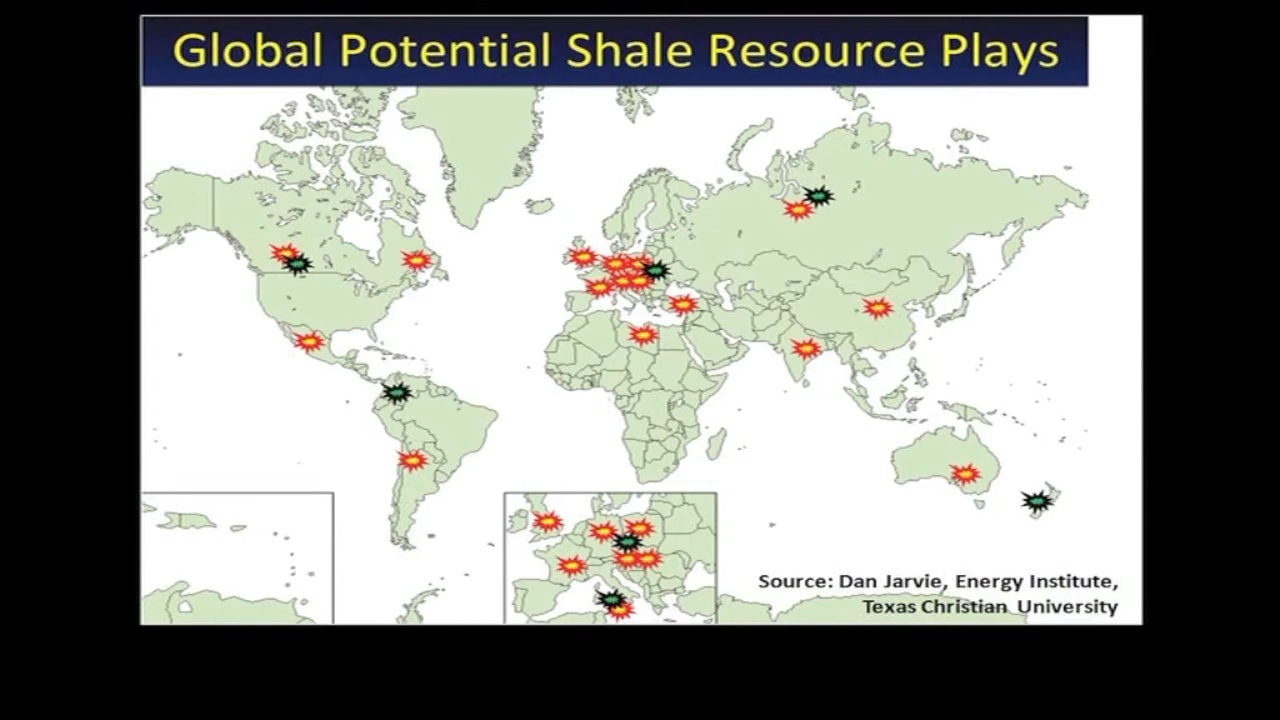 Global Potential Shale Resource Plays
Source: Dan Jarvie, Energy Institute,
Texas Christian University